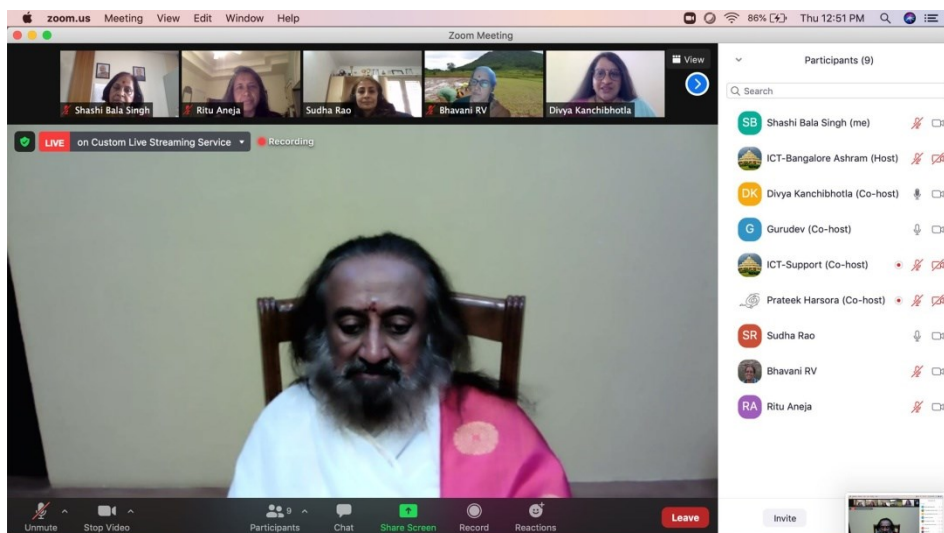 zoom.us Meeting View Edit Window Help 86% Thu 12:51 PM
Zoom Meeting
View
Shashi Bala Singh
Ritu Aneja
Sudha Rao
Bhavani RV
Divya Kanchibhotla
LIVE on Custom Live Streaming Service Recording
Participants (9)
Search
SB Shashi Bala Singh (me)
ICT-Bangalore Ashram (Host)
DK Divya Kanchibhotla (Co-host)
G Gurudev (Co-host)
ICT-Support (Co-host)
Prateek Harsora (Co-host)
SR Sudha Rao
Bhavani RV
RA Ritu Aneja
Unmute
Stop Video
9
Participants
Chat
Share Screen
Record
Reactions
Leave
Invite